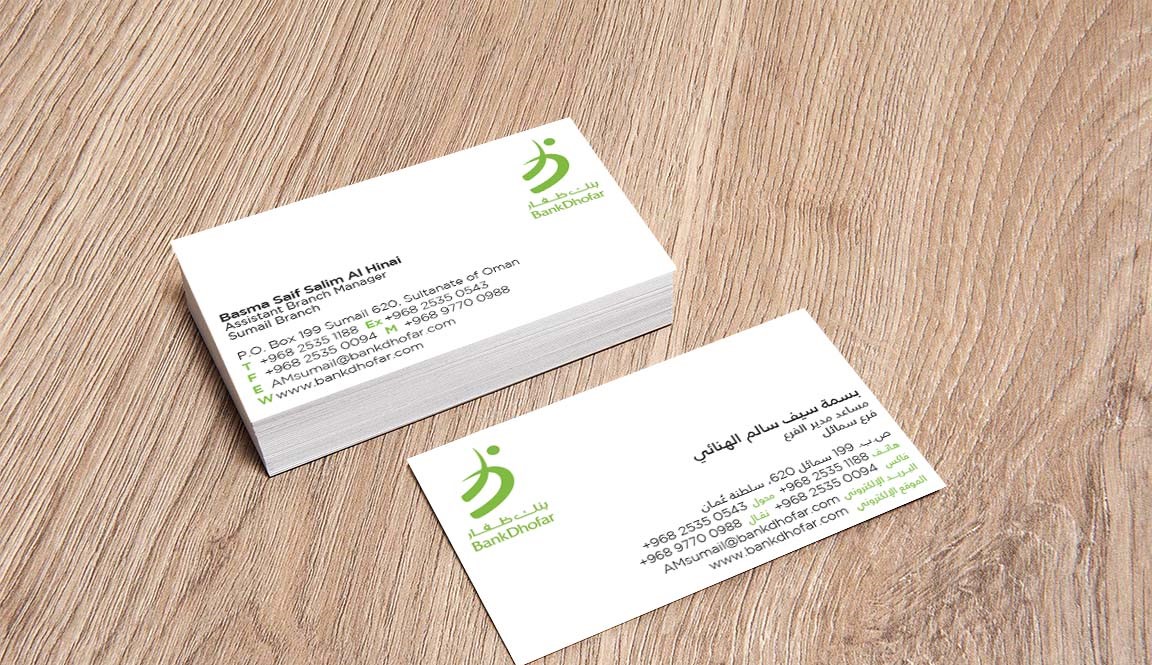 بنك ظفار
BankDhofar
Basma Saif Salim Al Hinai
Assistant Branch Manager
Sumail Branch
P.O. Box 199 Sumail 620, Sultanate of Oman
T +968 2535 1188 Ex +968 2535 0543
F +968 2535 0094 M +968 9770 0988
E AMsumail@bankdhofar.com
W www.bankdhofar.com
بنك ظفار
BankDhofar
بسمة سيف سالم الهنائي
مساعد مدير الفرع
فرع سمائل
ص.ب. 199 سمائل 620، سلطنة عُمان
هاتف +968 2535 1188 محول +968 2535 0543
فاكس +968 2535 0094 نقال +968 9770 0988
البريد الإلكتروني AMsumail@bankdhofar.com
الموقع الإلكتروني www.bankdhofar.com